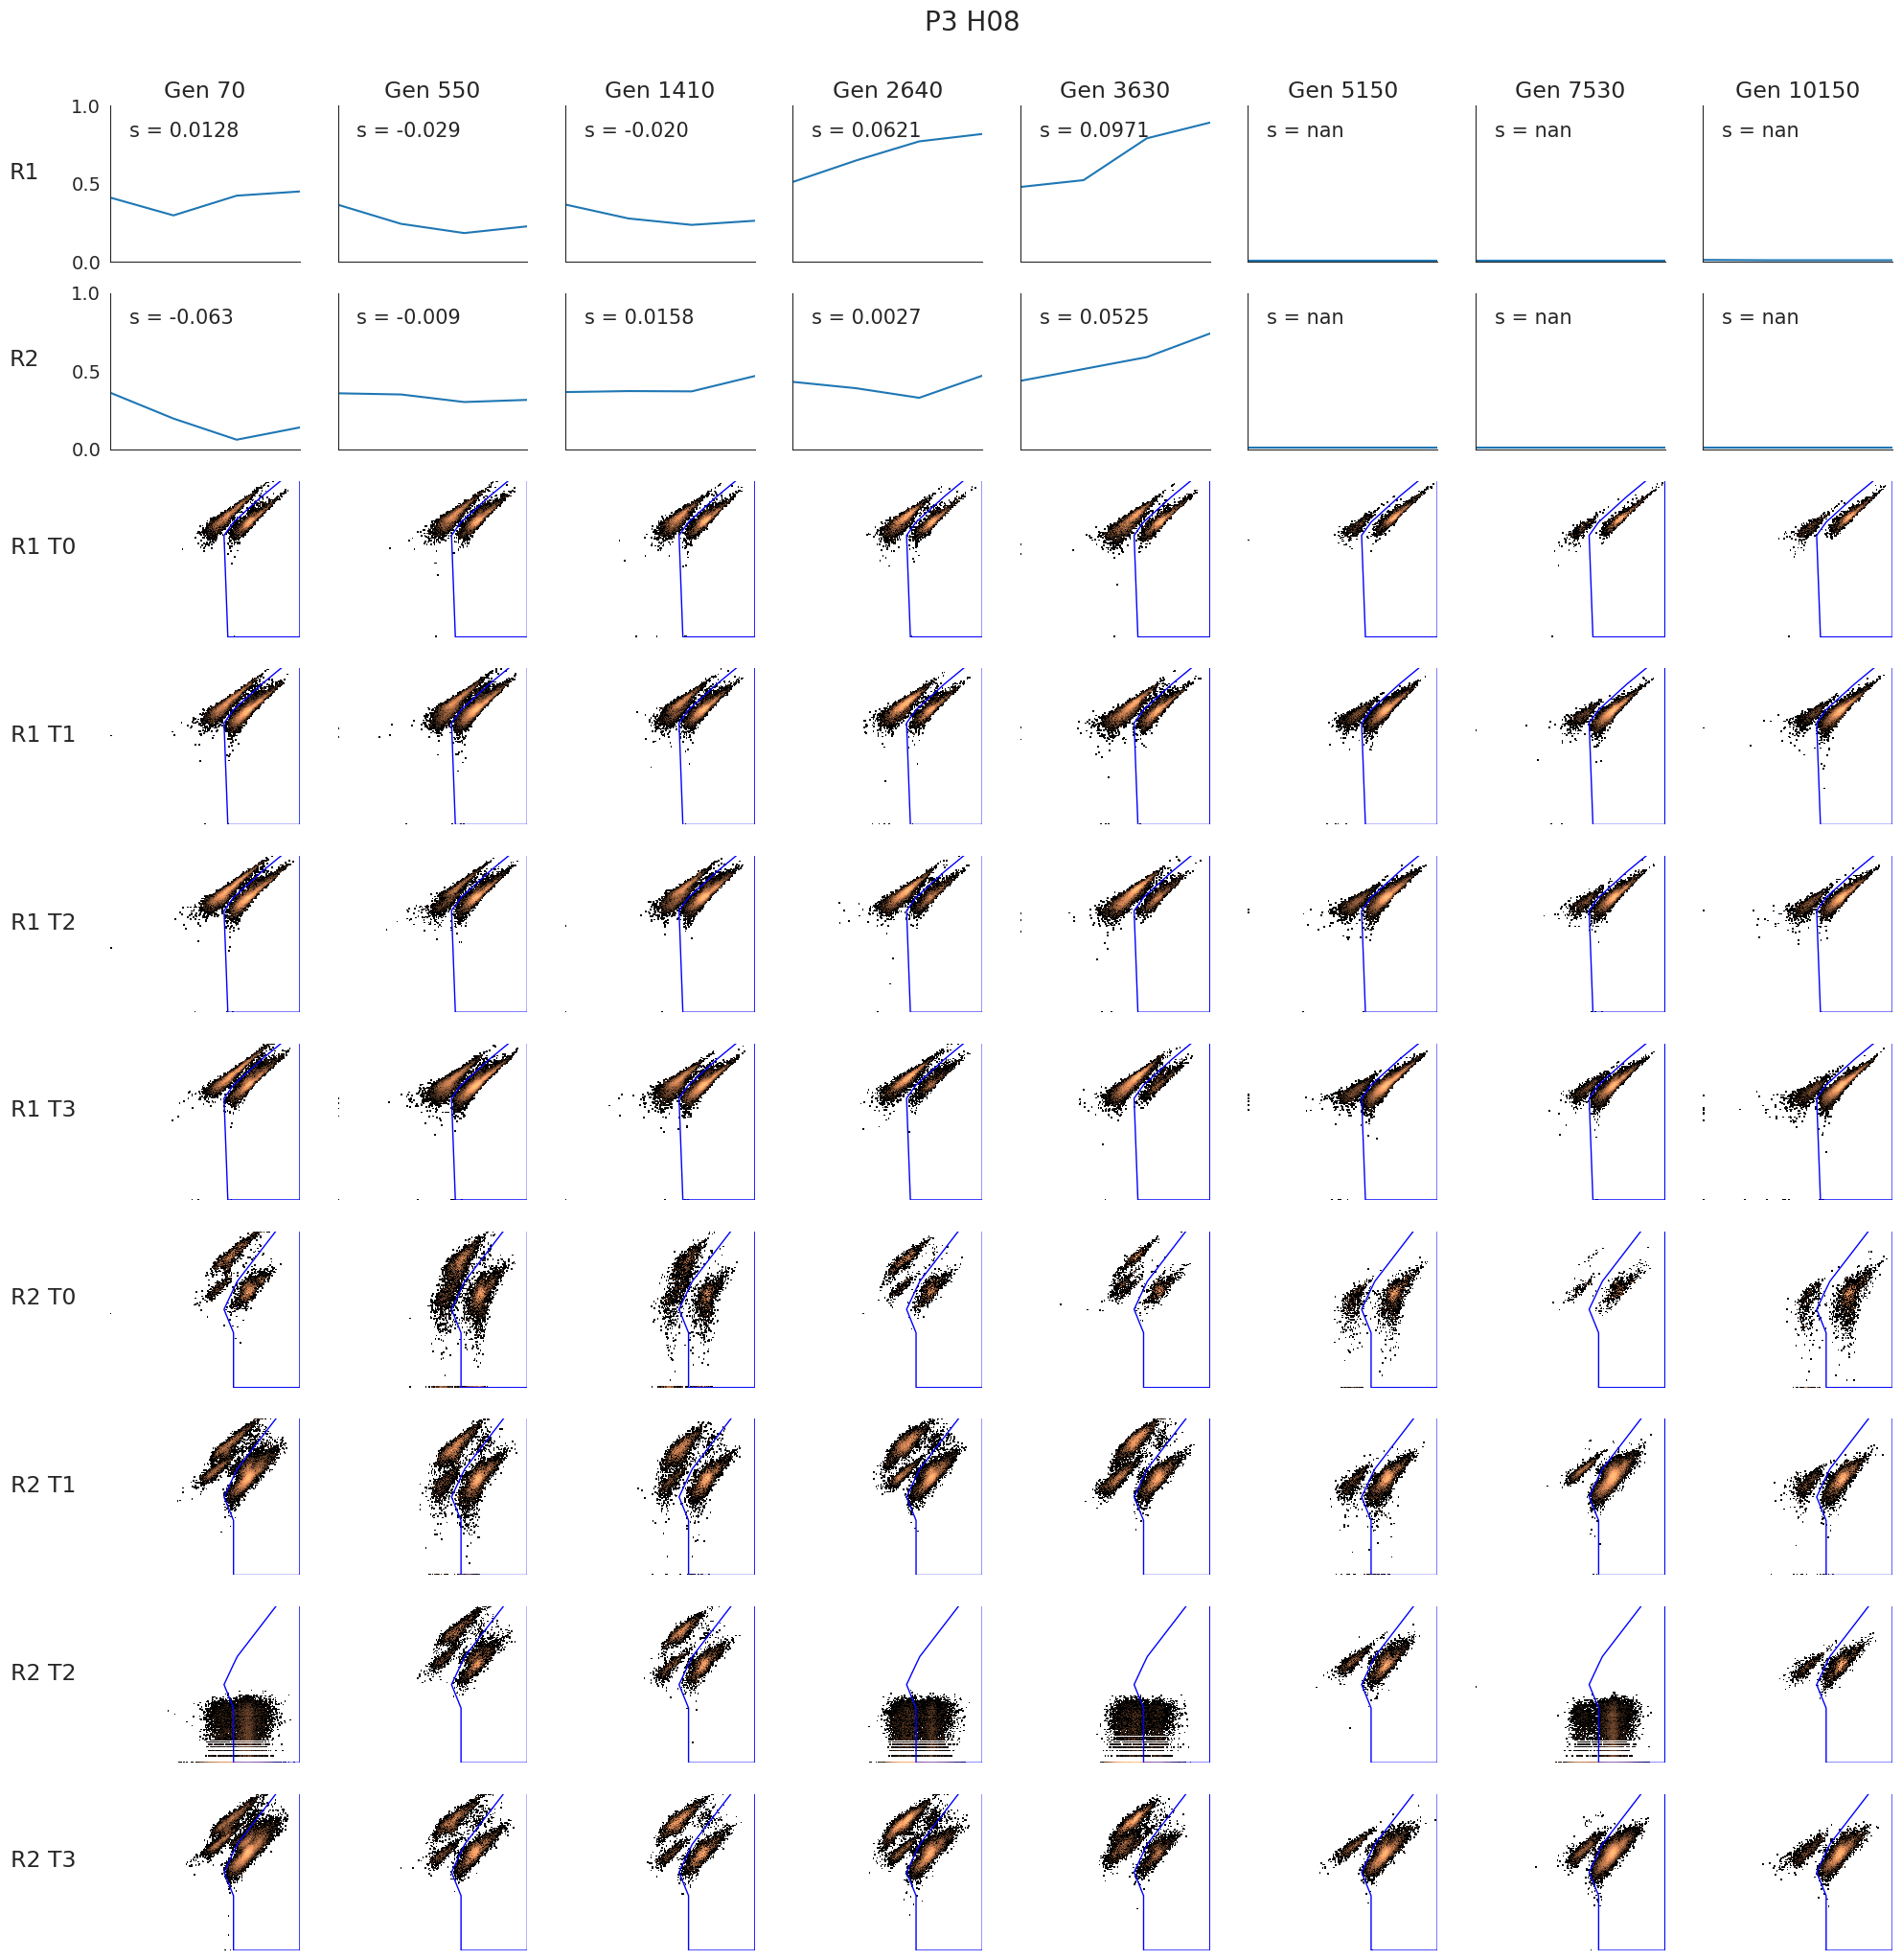 P3 H08
Gen 70 Gen 550 Gen 1410 Gen 2640 Gen 3630 Gen 5150 Gen 7530 Gen 10150
1.0
s = 0.0128 s = -0.029 s = -0.020 s = 0.0621 s = 0.0971 s = nan s = nan s = nan
R1
0.5
0.0
1.0
s = -0.063 s = -0.009 s = 0.0158 s = 0.0027 s = 0.0525 s = nan s = nan s = nan
R2
0.5
0.0
R1 T0
R1 T1
R1 T2
R1 T3
R2 T0
R2 T1
R2 T2
R2 T3